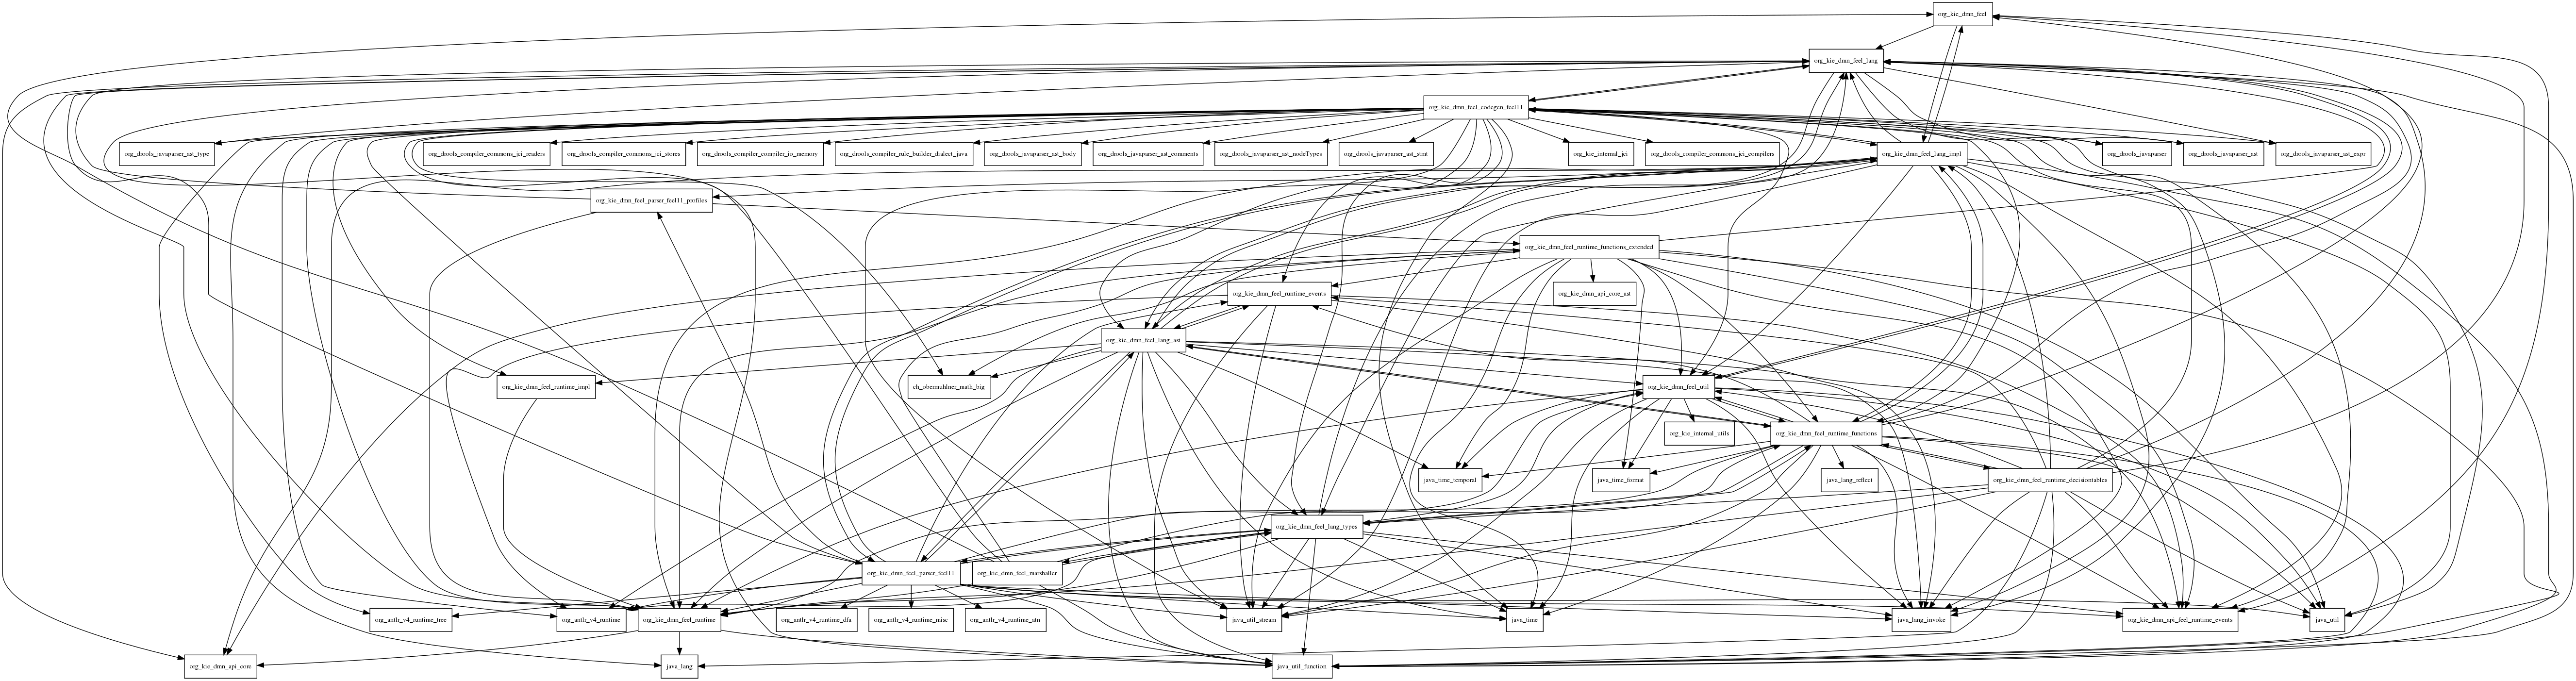 org_kie_dmn_feel
org_kie_dmn_feel_lang
org_kie_dmn_feel_codegen_feel11
org_drools_javaparser_ast_type
org_drools_compiler_commons_jci_readers
org_drools_compiler_commons_jci_stores
org_drools_compiler_compiler_io_memory
org_drools_compiler_rule_builder_dialect_java
org_drools_javaparser_ast_body
org_drools_javaparser_ast_comments
org_drools_javaparser_ast_nodeTypes
org_drools_javaparser_ast_stmt
org_kie_internal_jci
org_drools_compiler_commons_jci_compilers
org_kie_dmn_feel_lang_impl
org_drools_javaparser
org_drools_javaparser_ast
org_drools_javaparser_ast_expr
org_kie_dmn_feel_parser_feel11_profiles
org_kie_dmn_feel_runtime_functions_extended
org_kie_dmn_feel_runtime_events
org_kie_dmn_api_core_ast
org_kie_dmn_feel_lang_ast
org_kie_dmn_feel_runtime_impl
ch_obermuhlner_math_big
org_kie_dmn_feel_util
org_kie_internal_utils
org_kie_dmn_feel_runtime_functions
java_time_temporal
java_time_format
java_lang_reflect
org_kie_dmn_feel_runtime_decisiontables
org_kie_dmn_feel_lang_types
org_kie_dmn_feel_parser_feel11
org_kie_dmn_feel_marshaller
org_antlr_v4_runtime_tree
org_antlr_v4_runtime
org_kie_dmn_feel_runtime
org_antlr_v4_runtime_dfa
org_antlr_v4_runtime_misc
org_antlr_v4_runtime_atn
java_util_stream
java_time
java_lang_invoke
org_kie_dmn_api_feel_runtime_events
java_util
org_kie_dmn_api_core
java_lang
java_util_function